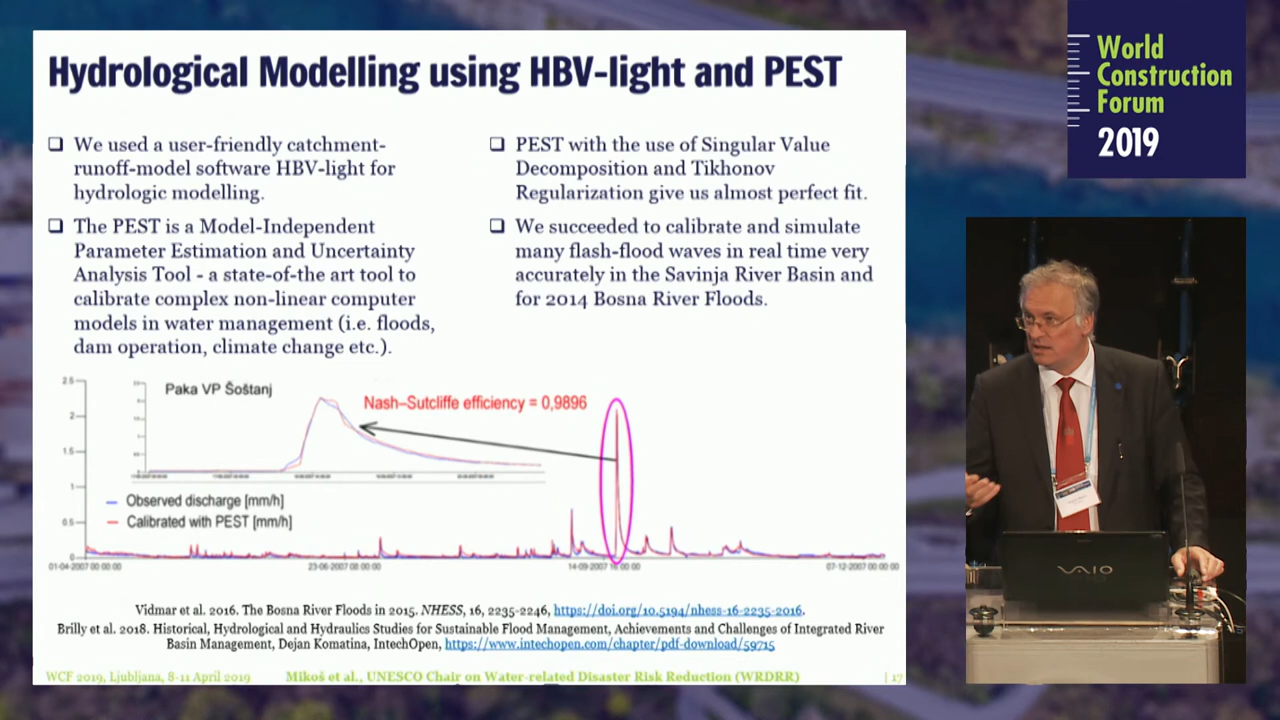 Hydrological Modelling using HBV-light and PEST
❑ We used a user-friendly catchment-
runoff-model software HBV-light for
hydrologic modelling.
❑ The PEST is a Model-Independent
Parameter Estimation and Uncertainty
Analysis Tool - a state-of-the art tool to
calibrate complex non-linear computer
models in water management (i.e. floods,
dam operation, climate change etc.).
❑ PEST with the use of Singular Value
Decomposition and Tikhonov
Regularization give us almost perfect fit.
❑ We succeeded to calibrate and simulate
many flash-flood waves in real time very
accurately in the Savinja River Basin and
for 2014 Bosna River Floods.
2.5
2
1.5
1
0.5
0
Paka VP Šoštanj
Nash–Sutcliffe efficiency = 0,9896
Observed discharge [mm/h]
Calibrated with PEST [mm/h]
01-04-2007 00:00:00
23-06-2007 08:00:00
14-09-2007 16:00:00
07-12-2007 00:00:00
Vidmar et al. 2016. The Bosna River Floods in 2015. NHESS, 16, 2235-2246, https://doi.org/10.5194/nhess-16-2235-2016.
Brilly et al. 2018. Historical, Hydrological and Hydraulics Studies for Sustainable Flood Management, Achievements and Challenges of Integrated River
Basin Management, Dejan Komatina, IntechOpen, https://www.intechopen.com/chapter/pdf-download/59715
WCF 2019, Ljubljana, 8-11 April 2019
Mikoš et al., UNESCO Chair on Water-related Disaster Risk Reduction (WRDRR)
| 17
World
Construction
Forum
2019
VAIO